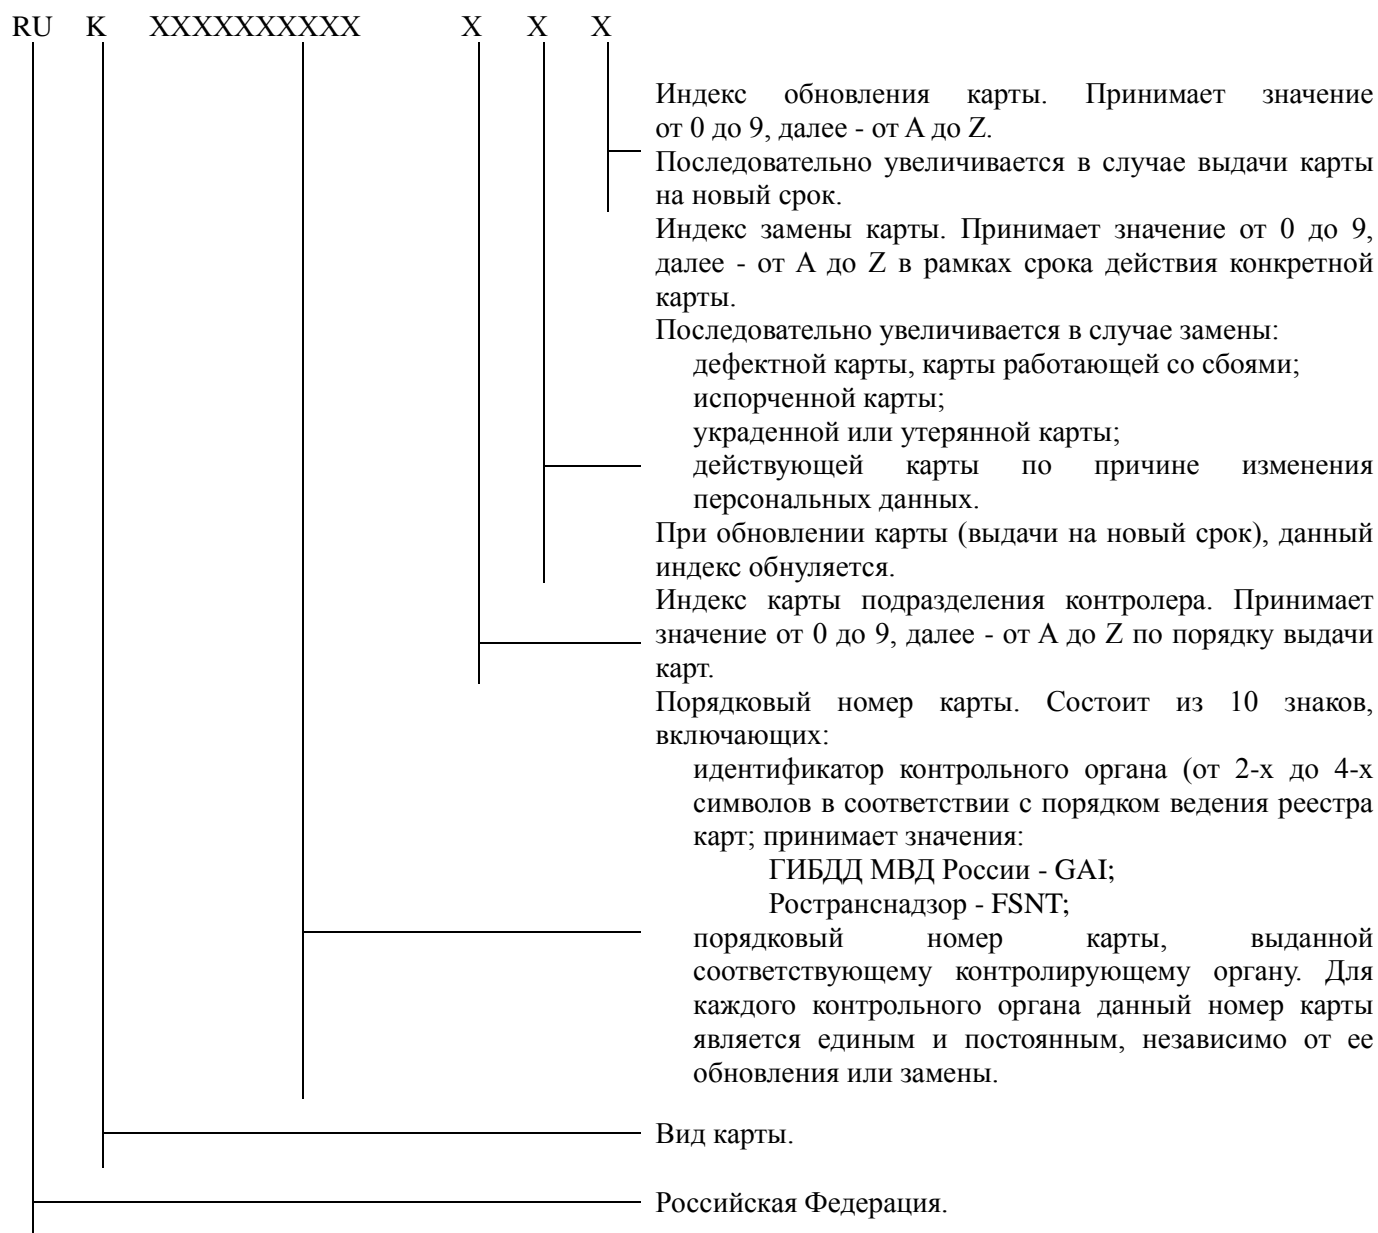 RU K XXXXXXXXXX X X X
Индекс обновления карты. Принимает значение
от 0 до 9, далее - от A до Z.
Последовательно увеличивается в случае выдачи карты
на новый срок.
Индекс замены карты. Принимает значение от 0 до 9,
далее - от A до Z в рамках срока действия конкретной
карты.
Последовательно увеличивается в случае замены:
дефектной карты, карты работающей со сбоями;
испорченной карты;
украденной или утерянной карты;
действующей карты по причине изменения
персональных данных.
При обновлении карты (выдачи на новый срок), данный
индекс обнуляется.
Индекс карты подразделения контролера. Принимает
значение от 0 до 9, далее - от A до Z по порядку выдачи
карт.
Порядковый номер карты. Состоит из 10 знаков,
включающих:
идентификатор контрольного органа (от 2-х до 4-х
символов в соответствии с порядком ведения реестра
карт; принимает значения:
ГИБДД МВД России - GAI;
Ространснадзор - FSNT;
порядковый номер карты, выданной
соответствующему контролирующему органу. Для
каждого контрольного органа данный номер карты
является единым и постоянным, независимо от ее
обновления или замены.
Вид карты.
Российская Федерация.